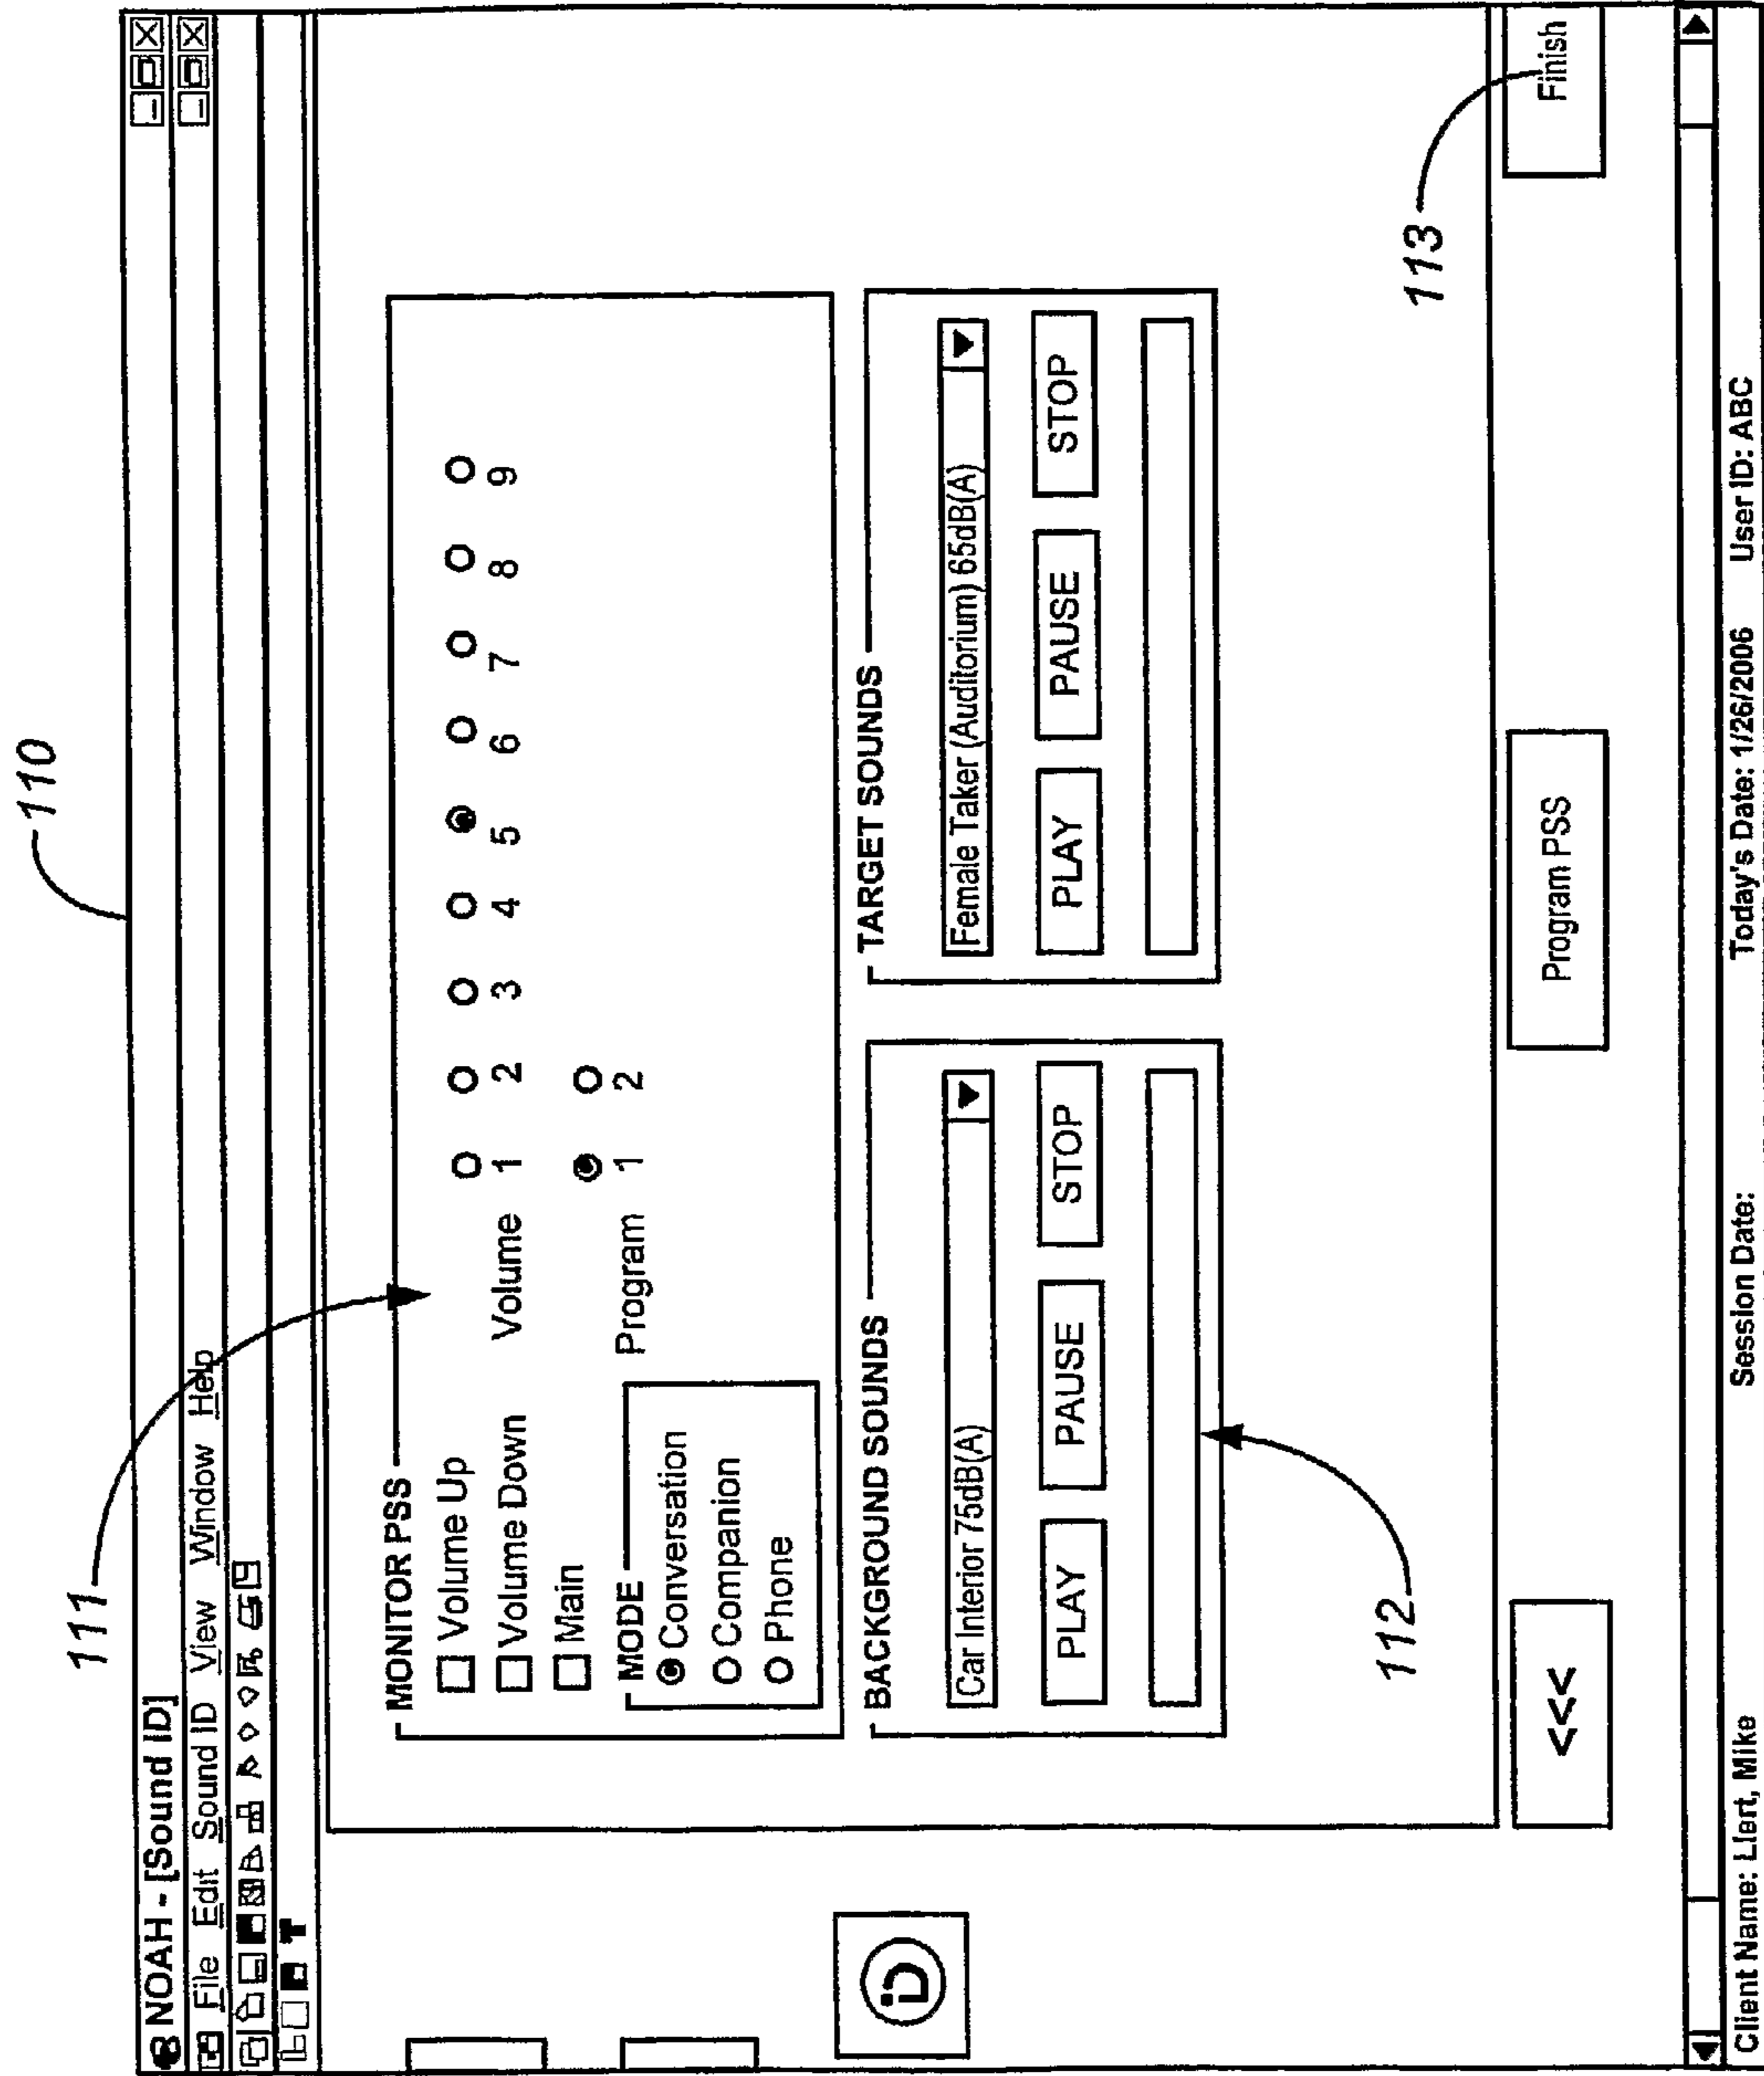 110
111
NOAH - [Sound ID]
File Edit Sound ID View Window Help
MONITOR PSS
Volume Up
Volume Down
Main
Volume 1 2 3 4 5 6 7 8 9
Program 1 2
MODE
Conversation
Companion
Phone
BACKGROUND SOUNDS
Car Interior 75dB(A)
PLAY PAUSE STOP
TARGET SOUNDS
Female Taker (Auditorium) 65dB(A)
PLAY PAUSE STOP
iD
112
113
<<<
Program PSS
Finish
Client Name: Llert, Mike Session Date: Today's Date: 1/26/2006 User ID: ABC